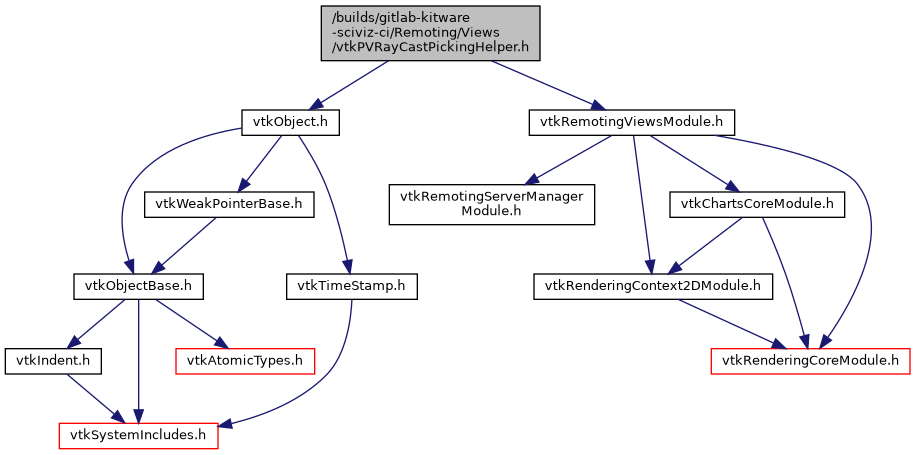 /builds/gitlab-kitware
-sciviz-ci/Remoting/Views
/vtkPVRayCastPickingHelper.h
vtkObject.h
vtkRemotingViewsModule.h
vtkWeakPointerBase.h
vtkRemotingServerManager
Module.h
vtkChartsCoreModule.h
vtkObjectBase.h
vtkTimeStamp.h
vtkRenderingContext2DModule.h
vtkIndent.h
vtkAtomicTypes.h
vtkRenderingCoreModule.h
vtkSystemIncludes.h